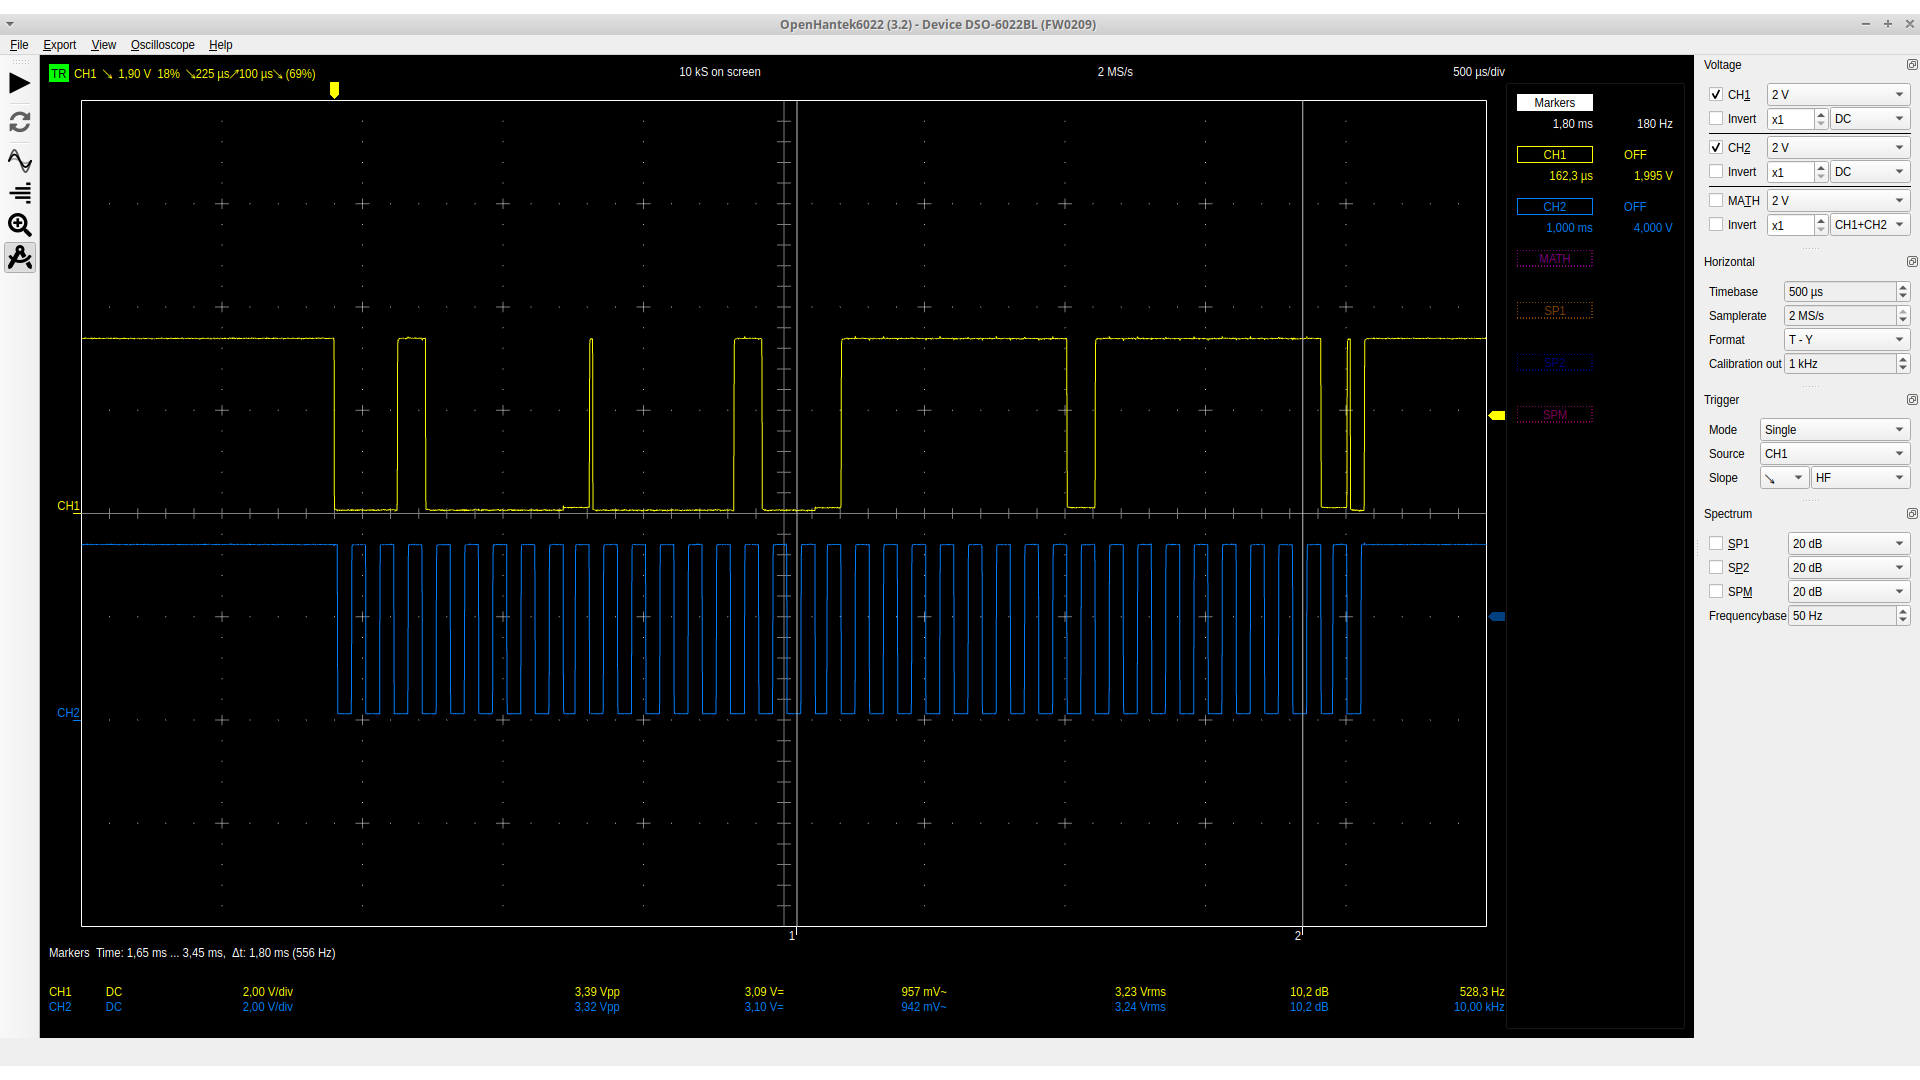 OpenHantek6022 (3.2) - Device DSO-6022BL (FW0209)
File Export View Oscilloscope Help
TR CH1 ↘ 1,90 V 18% ↘225 µs↗100 µs↘ (69%)
10 kS on screen
2 MS/s
500 µs/div
Markers
1,80 ms 180 Hz
CH1 OFF
162,3 µs 1,995 V
CH2 OFF
1,000 ms 4,000 V
MATH
SP1
SP2
SPM
CH1
CH2
1
2
Markers Time: 1,65 ms ... 3,45 ms, Δt: 1,80 ms (556 Hz)
CH1 DC 2,00 V/div 3,39 Vpp 3,09 V= 957 mV~ 3,23 Vrms 10,2 dB 528,3 Hz
CH2 DC 2,00 V/div 3,32 Vpp 3,10 V= 942 mV~ 3,24 Vrms 10,2 dB 10,00 kHz
Voltage
CH1 2 V
Invert x1 DC
CH2 2 V
Invert x1 DC
MATH 2 V
Invert x1 CH1+CH2
Horizontal
Timebase 500 µs
Samplerate 2 MS/s
Format T - Y
Calibration out 1 kHz
Trigger
Mode Single
Source CH1
Slope ↘ HF
Spectrum
SP1 20 dB
SP2 20 dB
SPM 20 dB
Frequencybase 50 Hz